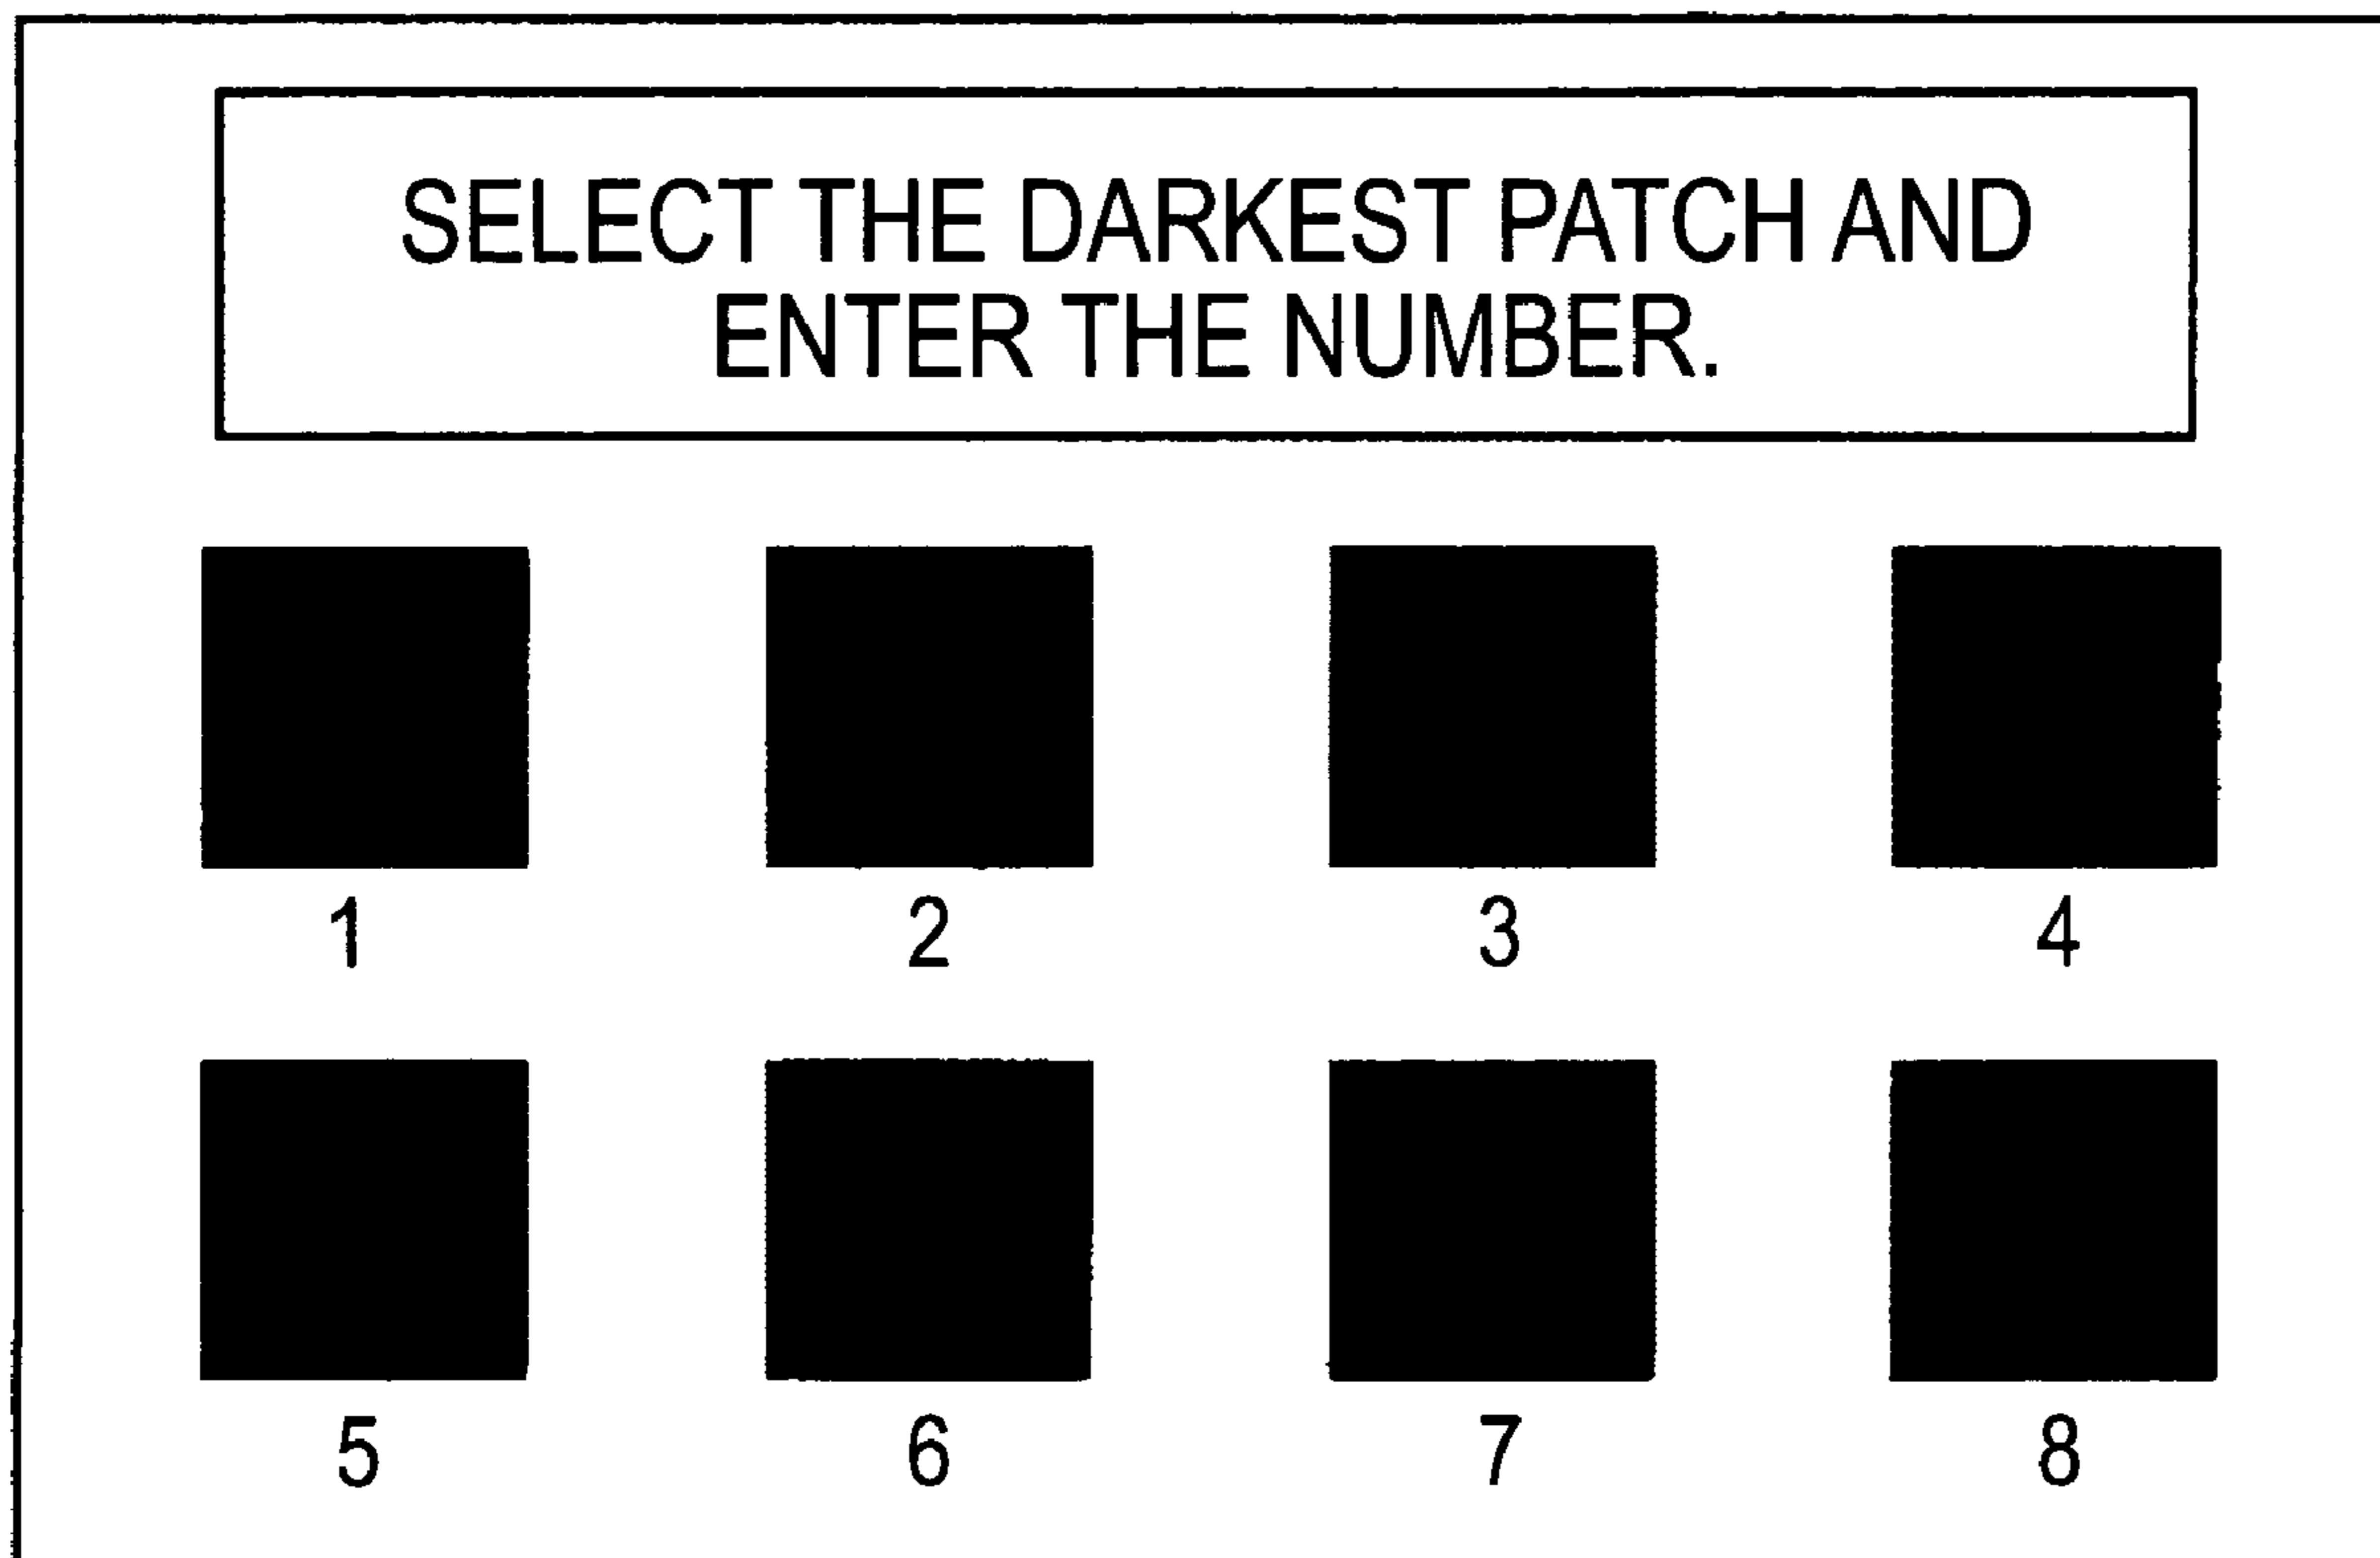 SELECT THE DARKEST PATCH AND
ENTER THE NUMBER.
1 2 3 4
5 6 7 8